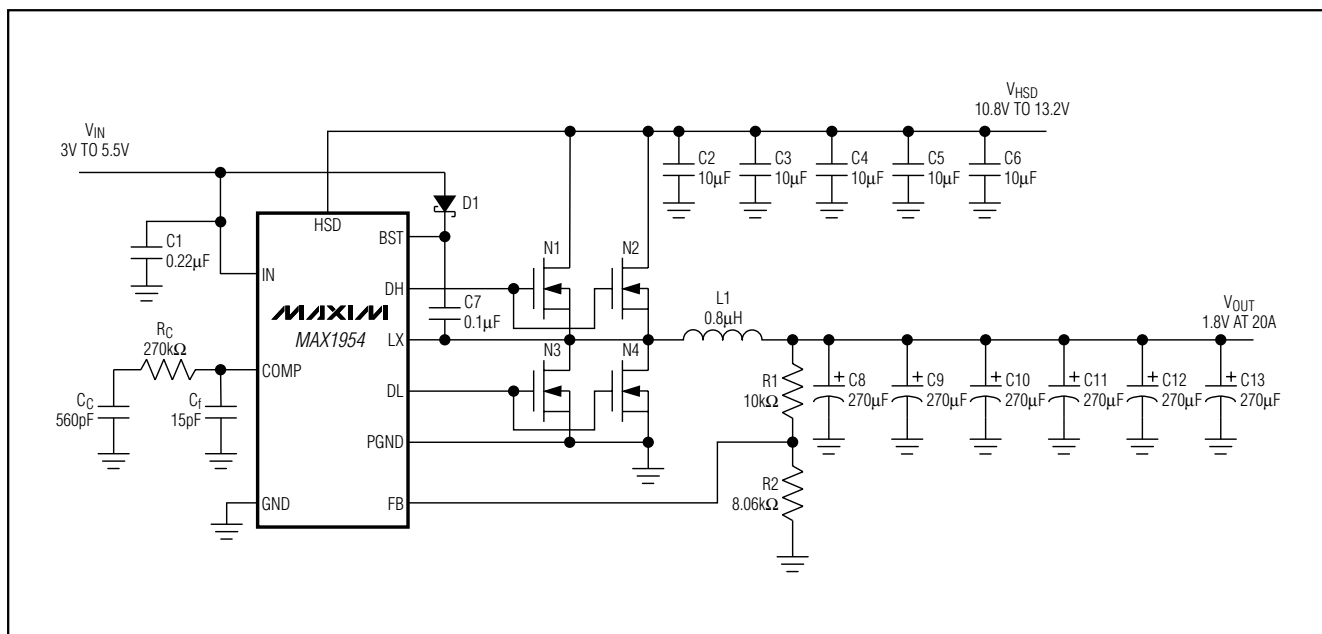 VIN
3V TO 5.5V
VHSD
10.8V TO 13.2V
C2
10µF
C3
10µF
C4
10µF
C5
10µF
C6
10µF
D1
HSD
BST
C1
0.22µF
IN
N1
N2
DH
C7
0.1µF
MAXIM
MAX1954
L1
0.8µH
VOUT
1.8V AT 20A
LX
RC
270kΩ
COMP
N3
N4
DL
R1
10kΩ
C8
270µF
C9
270µF
C10
270µF
C11
270µF
C12
270µF
C13
270µF
CC
560pF
Cf
15pF
PGND
GND
FB
R2
8.06kΩ
+
+
+
+
+
+